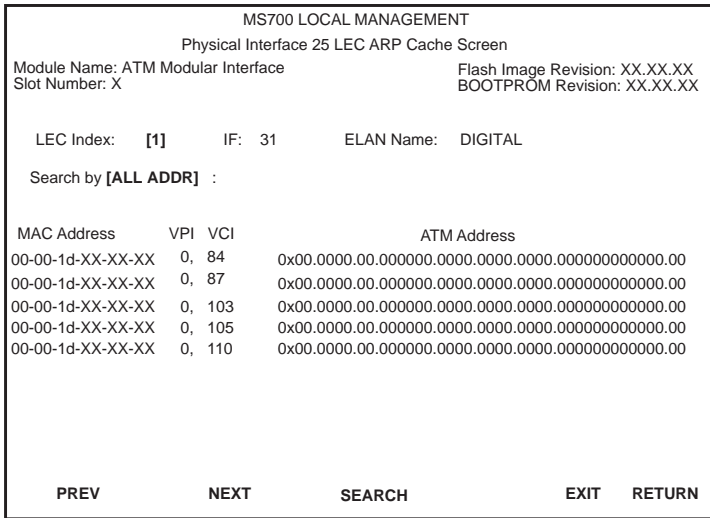 MS700 LOCAL MANAGEMENT
Physical Interface 25 LEC ARP Cache Screen
Module Name: ATM Modular Interface Flash Image Revision: XX.XX.XX
Slot Number: X BOOTPROM Revision: XX.XX.XX
LEC Index: [1] IF: 31 ELAN Name: DIGITAL
Search by [ALL ADDR] :
MAC Address VPI VCI ATM Address
00-00-1d-XX-XX-XX 0, 84 0x00.0000.00.000000.0000.0000.0000.000000000000.00
00-00-1d-XX-XX-XX 0, 87 0x00.0000.00.000000.0000.0000.0000.000000000000.00
00-00-1d-XX-XX-XX 0, 103 0x00.0000.00.000000.0000.0000.0000.000000000000.00
00-00-1d-XX-XX-XX 0, 105 0x00.0000.00.000000.0000.0000.0000.000000000000.00
00-00-1d-XX-XX-XX 0, 110 0x00.0000.00.000000.0000.0000.0000.000000000000.00
PREV NEXT SEARCH EXIT RETURN